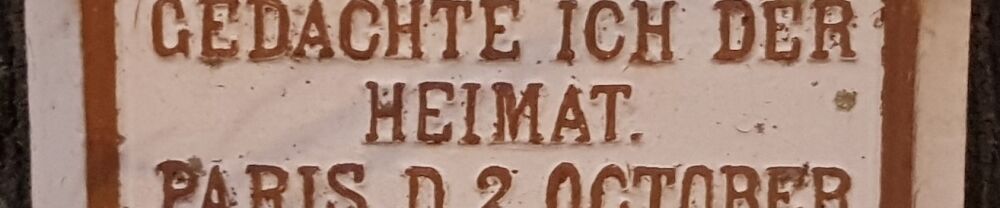 GEDACHTE ICH DER
HEIMAT.
PARIS D 2 OCTOBER